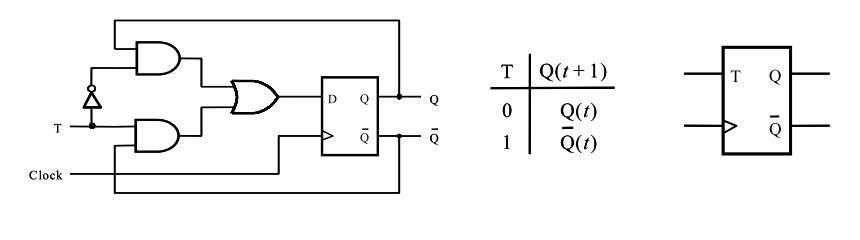 T
Clock
D Q
Q̅
Q
Q̅
T Q(t + 1)
0 Q(t)
1 Q̅(t)
T Q
Q̅